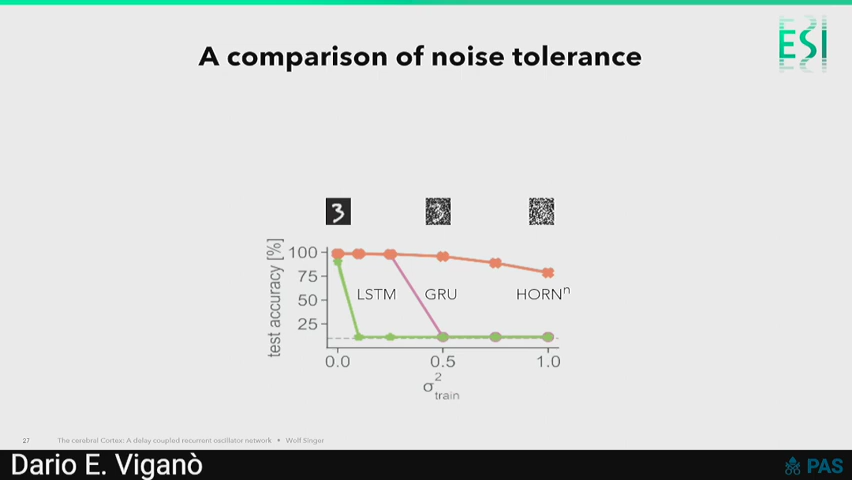 A comparison of noise tolerance
ESI
3
3
test accuracy [%]
100
75
50
25
LSTM GRU HORNⁿ
0.0 0.5 1.0
σ²train
27 The cerebral Cortex: A delay coupled recurrent oscillator network • Wolf Singer
Dario E. Viganò
PAS